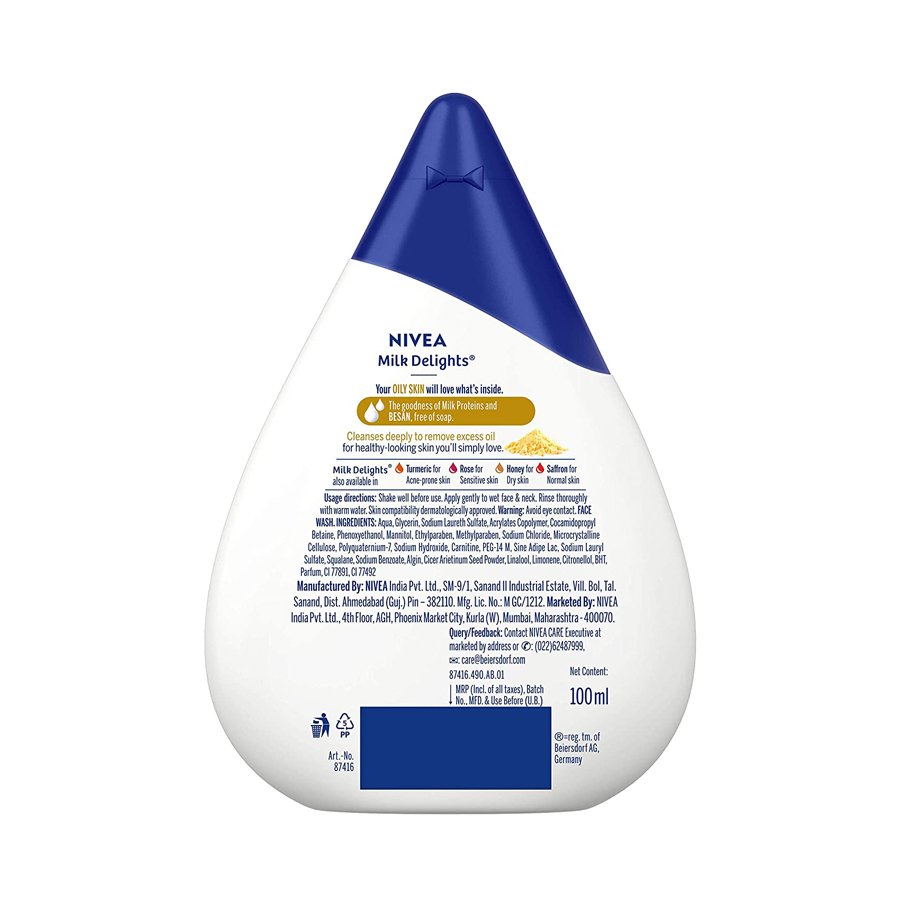 NIVEA
Milk Delights®
Your OILY SKIN will love what's inside.
The goodness of Milk Proteins and
BESAN, free of soap.
Cleanses deeply to remove excess oil
for healthy-looking skin you'll simply love.
Milk Delights® also available in
Turmeric for Acne-prone skin
Rose for Sensitive skin
Honey for Dry skin
Saffron for Normal skin
Usage directions: Shake well before use. Apply gently to wet face & neck. Rinse thoroughly
with warm water. Skin compatibility dermatologically approved. Warning: Avoid eye contact. FACE
WASH. INGREDIENTS: Aqua, Glycerin, Sodium Laureth Sulfate, Acrylates Copolymer, Cocamidopropyl
Betaine, Phenoxyethanol, Mannitol, Ethylparaben, Methylparaben, Sodium Chloride, Microcrystalline
Cellulose, Polyquaternium-7, Sodium Hydroxide, Carnitine, PEG-14 M, Sine Adipe Lac, Sodium Lauryl
Sulfate, Squalane, Sodium Benzoate, Algin, Cicer Arietinum Seed Powder, Linalool, Limonene, Citronellol, BHT,
Parfum, CI 77891, CI 77492
Manufactured By: NIVEA India Pvt. Ltd., SM-9/1, Sanand II Industrial Estate, Vill. Bol, Tal.
Sanand, Dist. Ahmedabad (Guj.) Pin – 382110. Mfg. Lic. No.: M GC/1212. Marketed By: NIVEA
India Pvt. Ltd., 4th Floor, AGH, Phoenix Market City, Kurla (W), Mumbai, Maharashtra - 400070.
Query/Feedback: Contact NIVEA CARE Executive at
marketed by address or ✆: (022)62487999,
✉: care@beiersdorf.com
87416.490.AB.01
Net Content:
100 ml
MRP (Incl. of all taxes), Batch
No., MFD. & Use Before (U.B.)
5
PP
Art.-No.
87416
®=reg. tm. of
Beiersdorf AG,
Germany